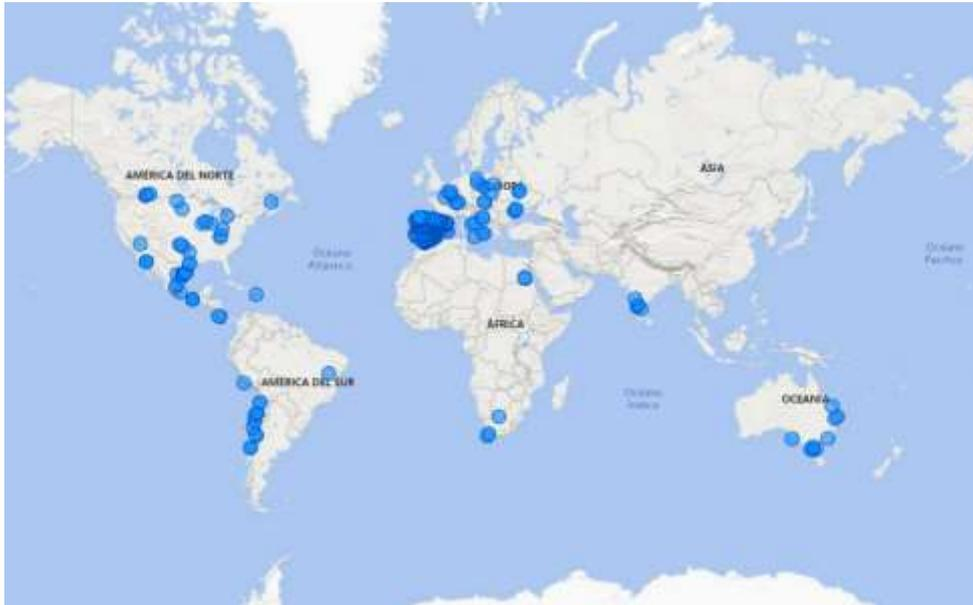 AMÉRICA DEL NORTE
ASIA
Océano
Atlántico
Océano
Pacífico
ÁFRICA
AMÉRICA DEL SUR
Océano
Índico
OCEANÍA